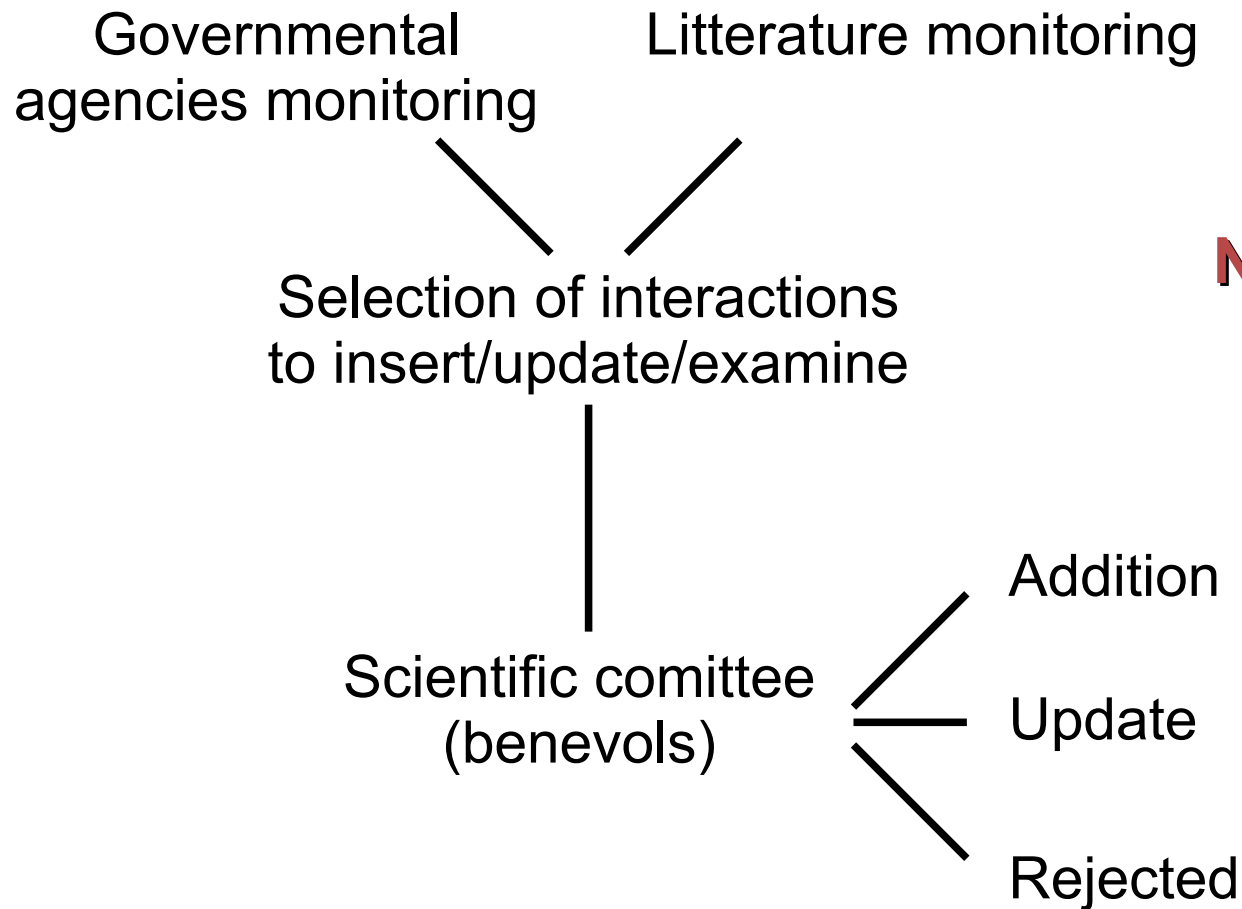 Governmental
agencies monitoring
Litterature monitoring
N
Selection of interactions
to insert/update/examine
Scientific comittee
(benevols)
Addition
Update
Rejected